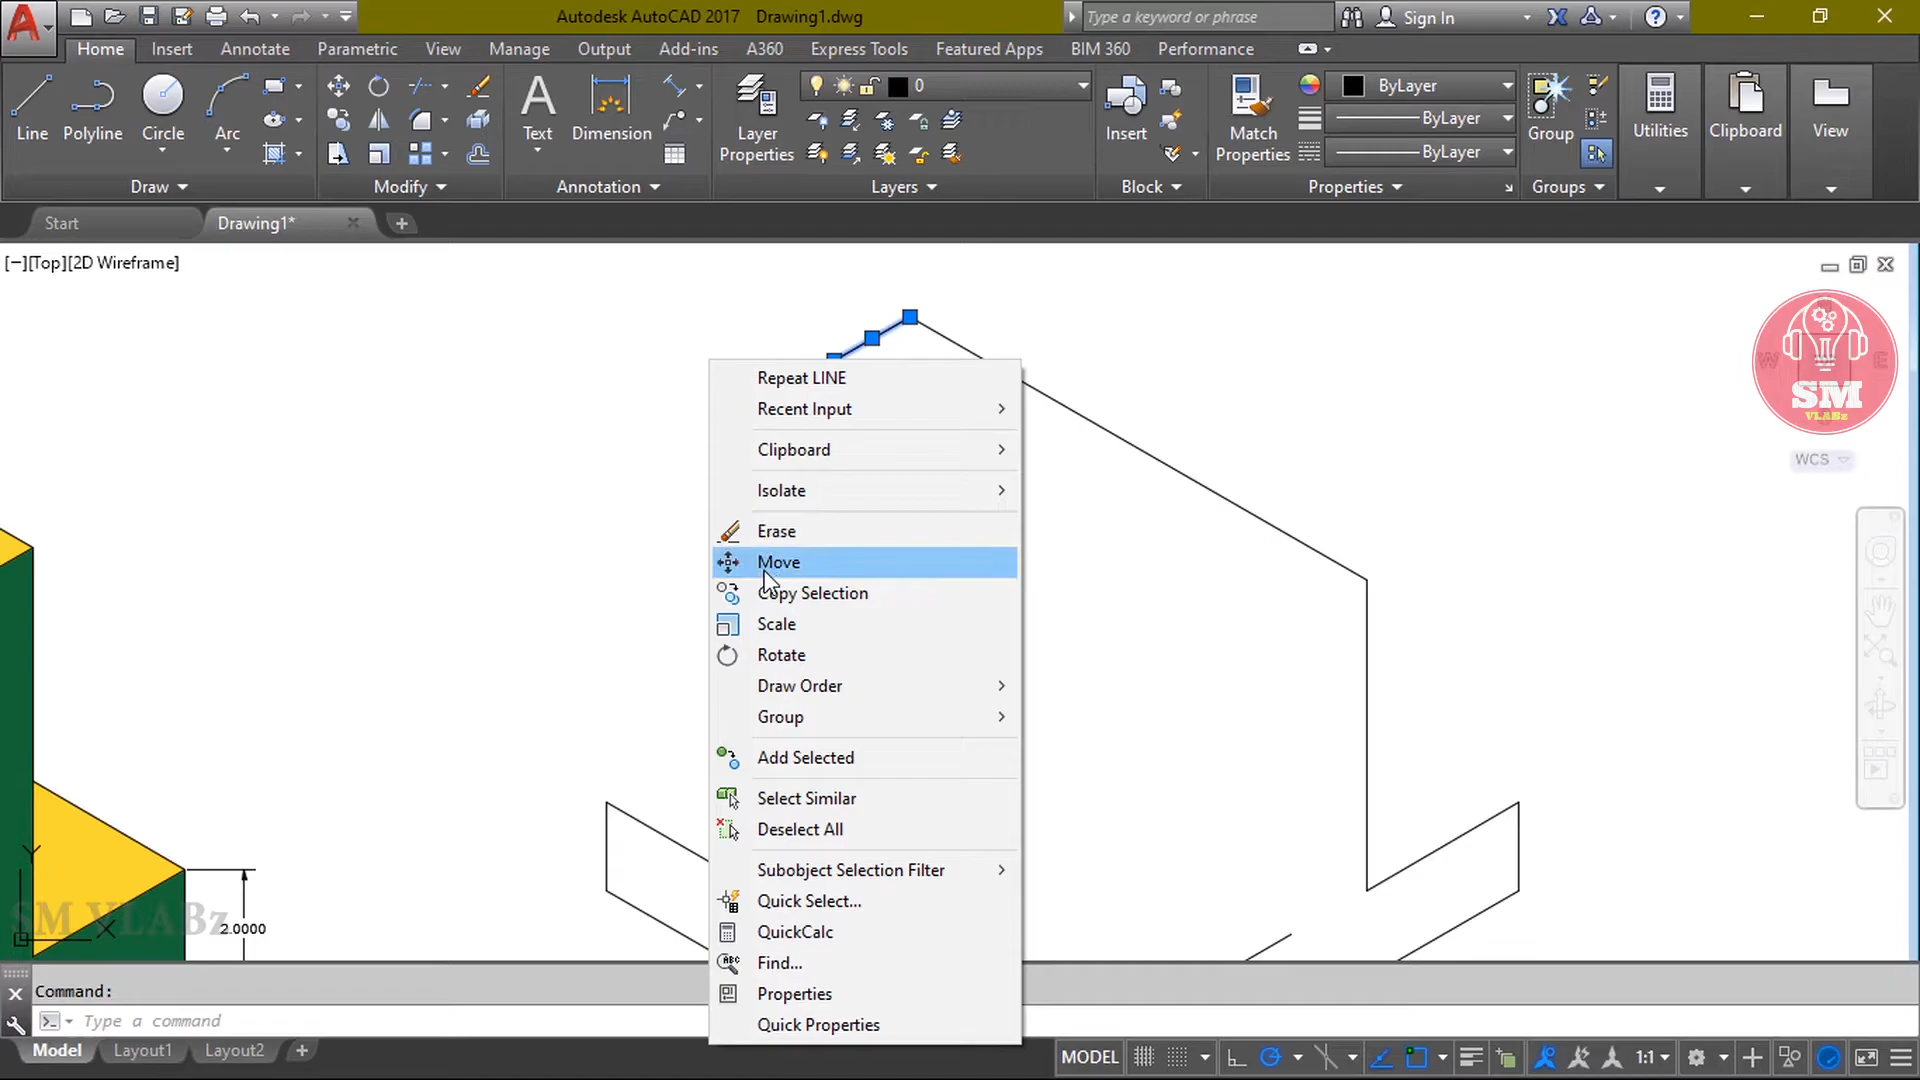 Autodesk AutoCAD 2017 Drawing1.dwg
Type a keyword or phrase
Sign In
Home Insert Annotate Parametric View Manage Output Add-ins A360 Express Tools Featured Apps BIM 360 Performance
Line Polyline Circle Arc
Text Dimension
Layer Properties
0
Insert
Match Properties
ByLayer
ByLayer
ByLayer
Group
Utilities
Clipboard
View
Draw Modify Annotation Layers Block Properties Groups
Start Drawing1*
[−][Top][2D Wireframe]
W E
SM
VLABz
WCS
Repeat LINE
Recent Input
Clipboard
Isolate
Erase
Move
Copy Selection
Scale
Rotate
Draw Order
Group
Add Selected
Select Similar
Deselect All
Subobject Selection Filter
Quick Select...
QuickCalc
Find...
Properties
Quick Properties
Y
X
SM VLABz
2.0000
Command:
Type a command
Model Layout1 Layout2
MODEL
1:1